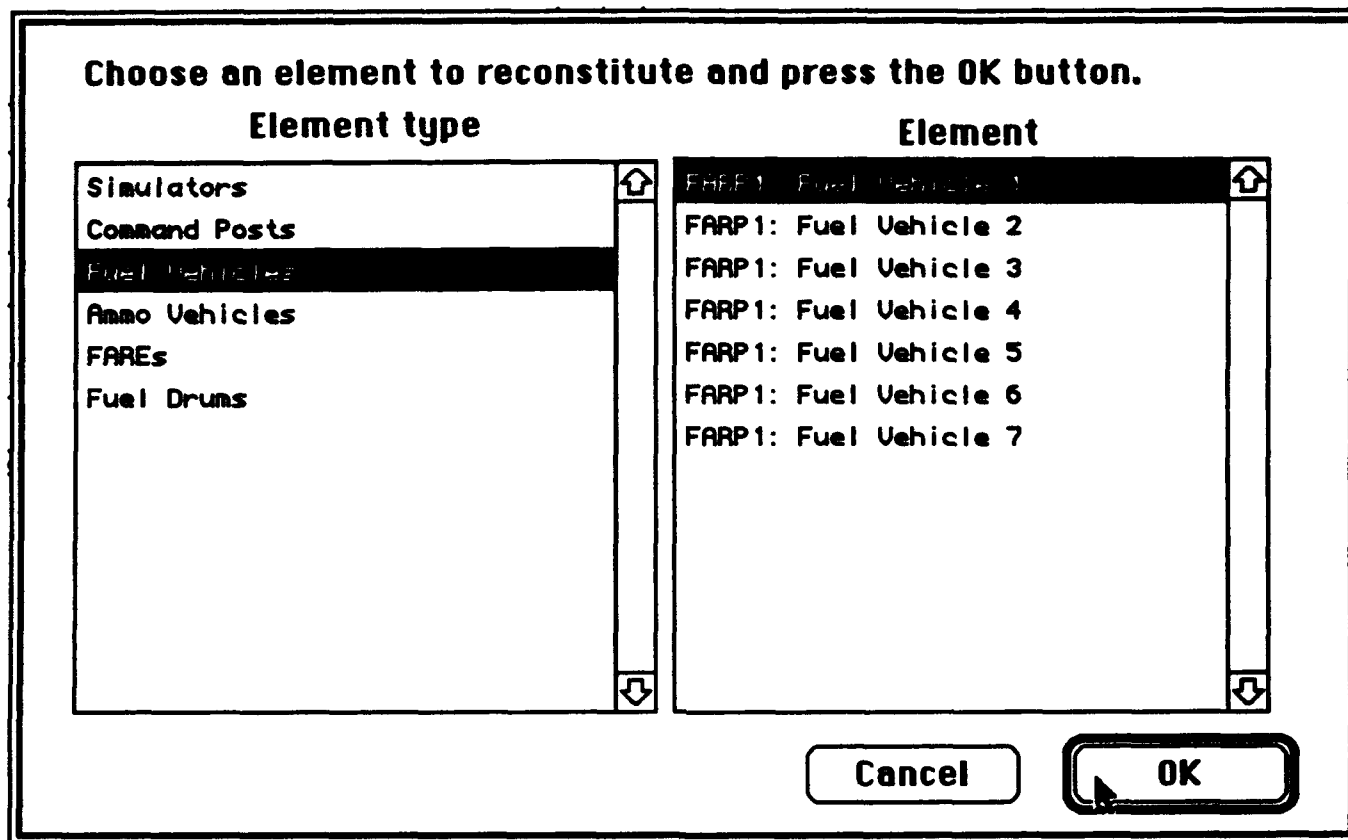 Choose an element to reconstitute and press the OK button.
Element type
Simulators
Command Posts
Fuel Vehicles
Ammo Vehicles
FAREs
Fuel Drums
Element
FARP1: Fuel Vehicle 1
FARP1: Fuel Vehicle 2
FARP1: Fuel Vehicle 3
FARP1: Fuel Vehicle 4
FARP1: Fuel Vehicle 5
FARP1: Fuel Vehicle 6
FARP1: Fuel Vehicle 7
Cancel
OK